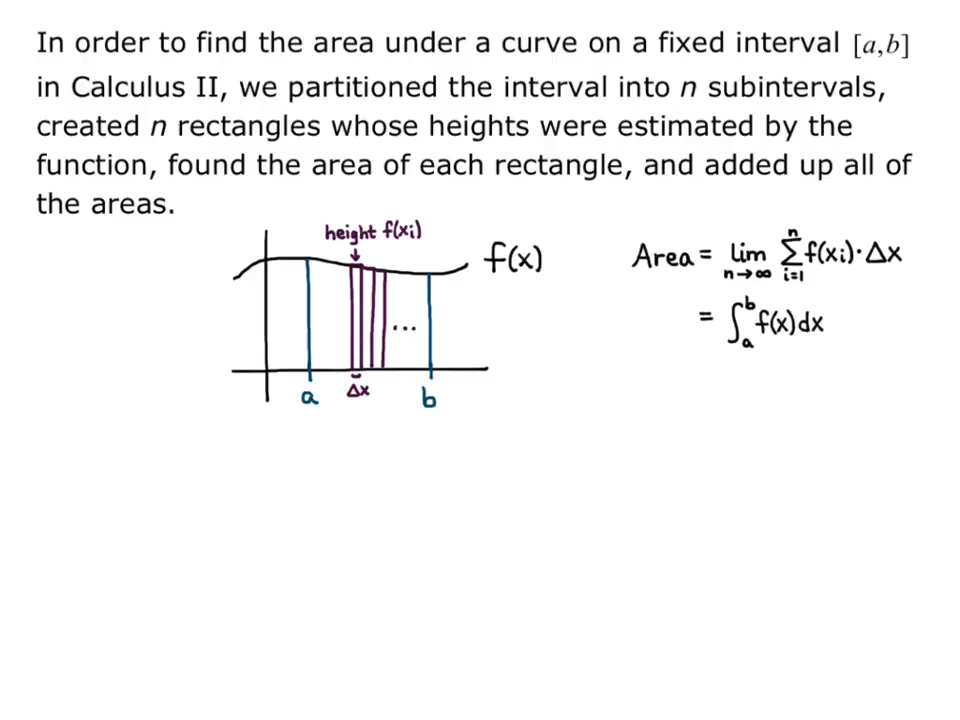 In order to find the area under a curve on a fixed interval [a,b]
in Calculus II, we partitioned the interval into n subintervals,
created n rectangles whose heights were estimated by the
function, found the area of each rectangle, and added up all of
the areas.
height f(xi)
f(x)
...
a
Δx
b
Area = lim n→∞ n Σ i=1 f(xi)·Δx
= ∫ b a f(x)dx